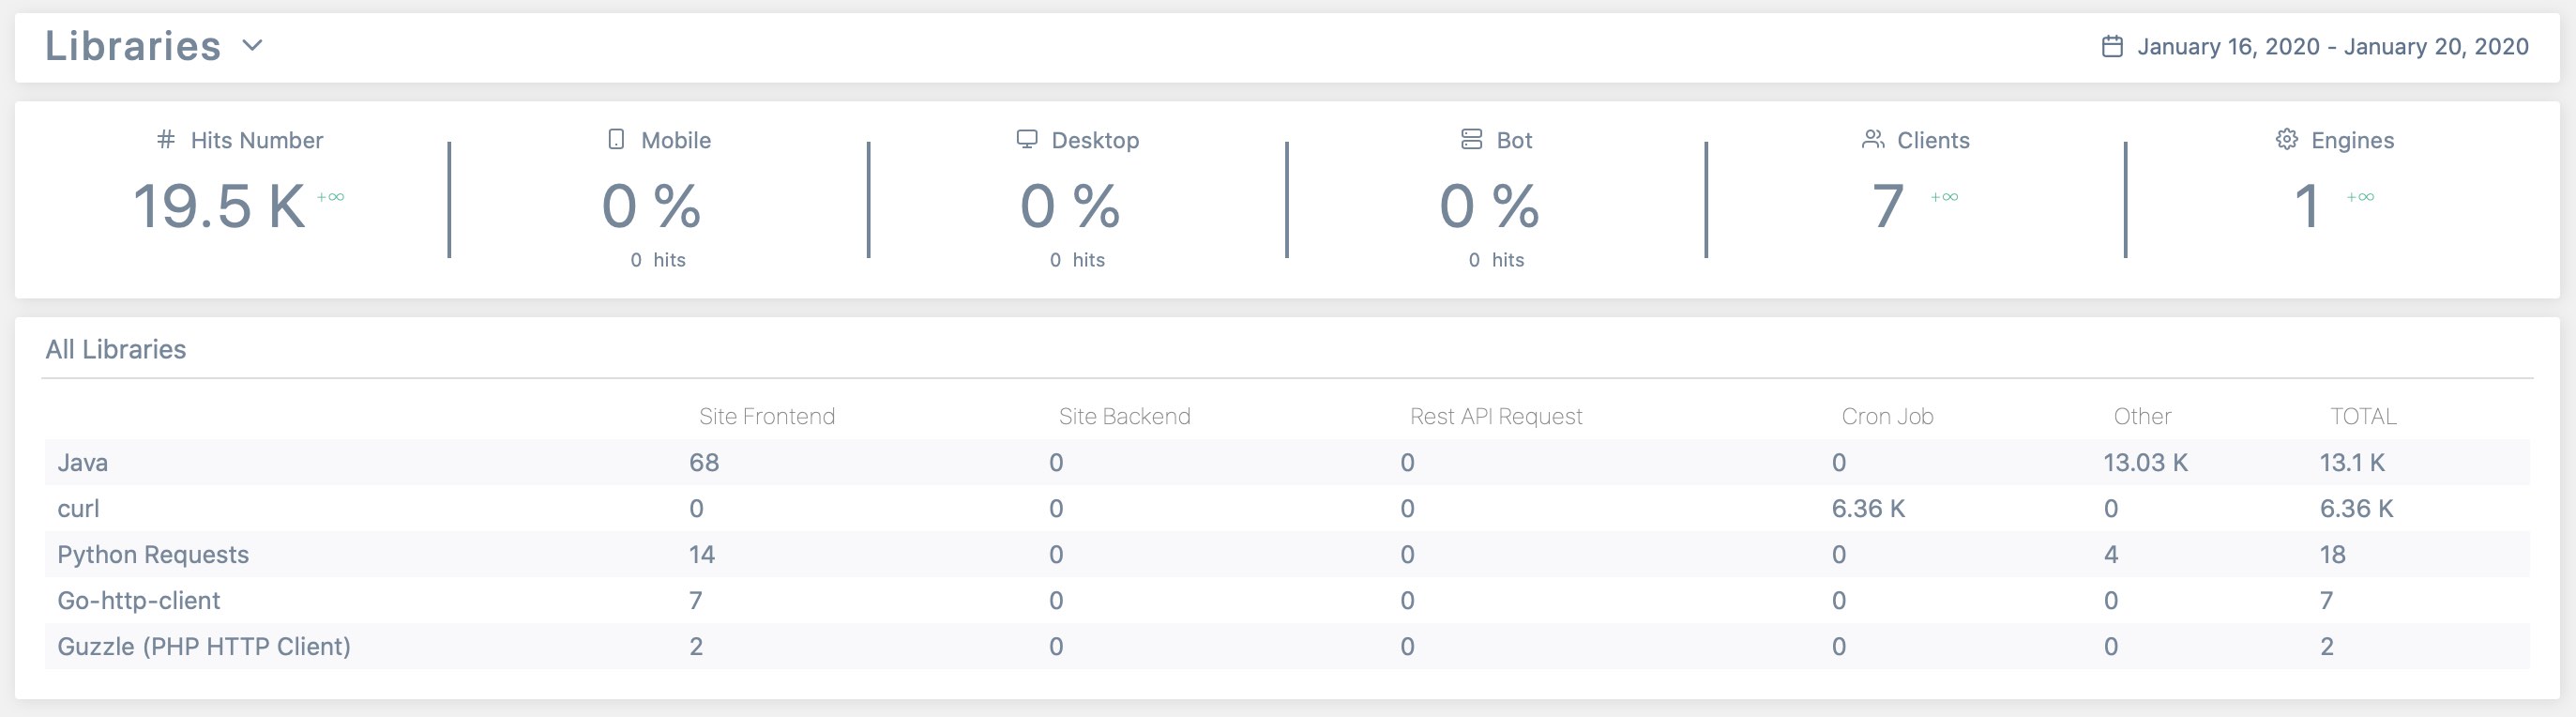 Libraries
January 16, 2020 - January 20, 2020
# Hits Number
19.5 K +∞
Mobile
0 %
0 hits
Desktop
0 %
0 hits
Bot
0 %
0 hits
Clients
7 +∞
Engines
1 +∞
All Libraries
Site Frontend Site Backend Rest API Request Cron Job Other TOTAL
Java 68 0 0 0 13.03 K 13.1 K
curl 0 0 0 6.36 K 0 6.36 K
Python Requests 14 0 0 0 4 18
Go-http-client 7 0 0 0 0 7
Guzzle (PHP HTTP Client) 2 0 0 0 0 2